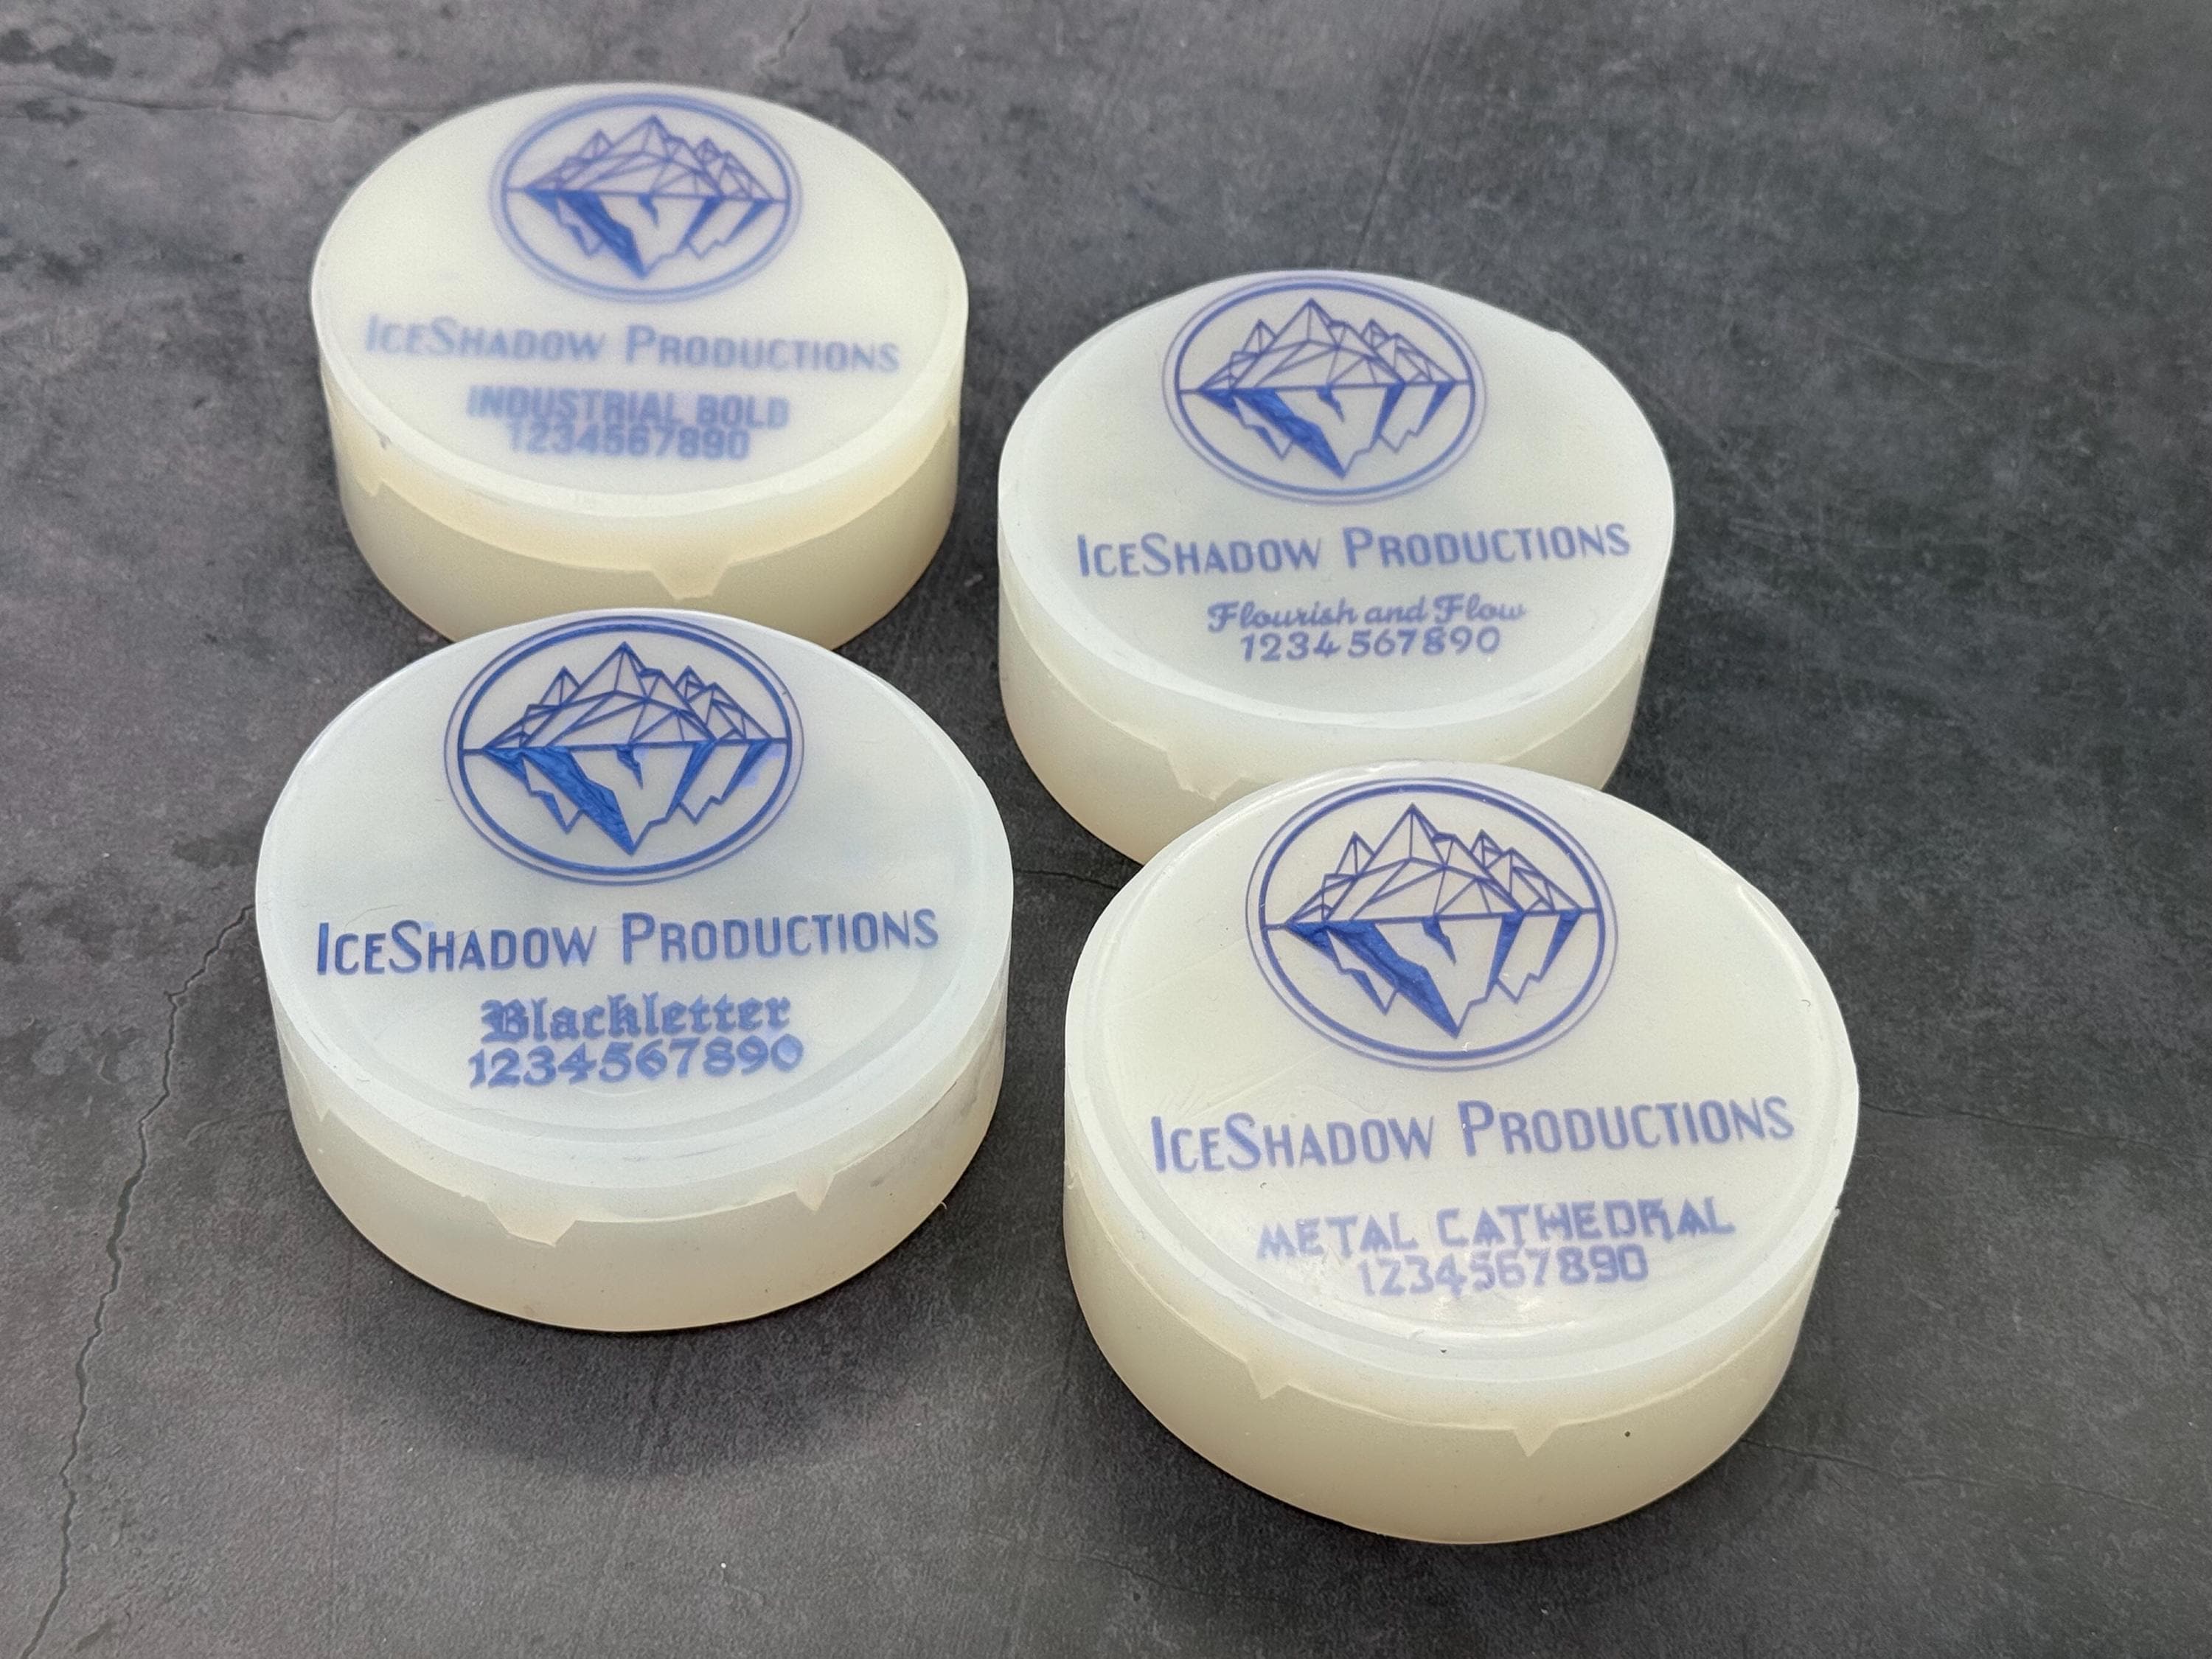 IceShadow Productions
INDUSTRIAL BOLD
1234567890
IceShadow Productions
Flourish and Flow
1234567890
IceShadow Productions
Blackletter
1234567890
IceShadow Productions
METAL CATHEDRAL
1234567890